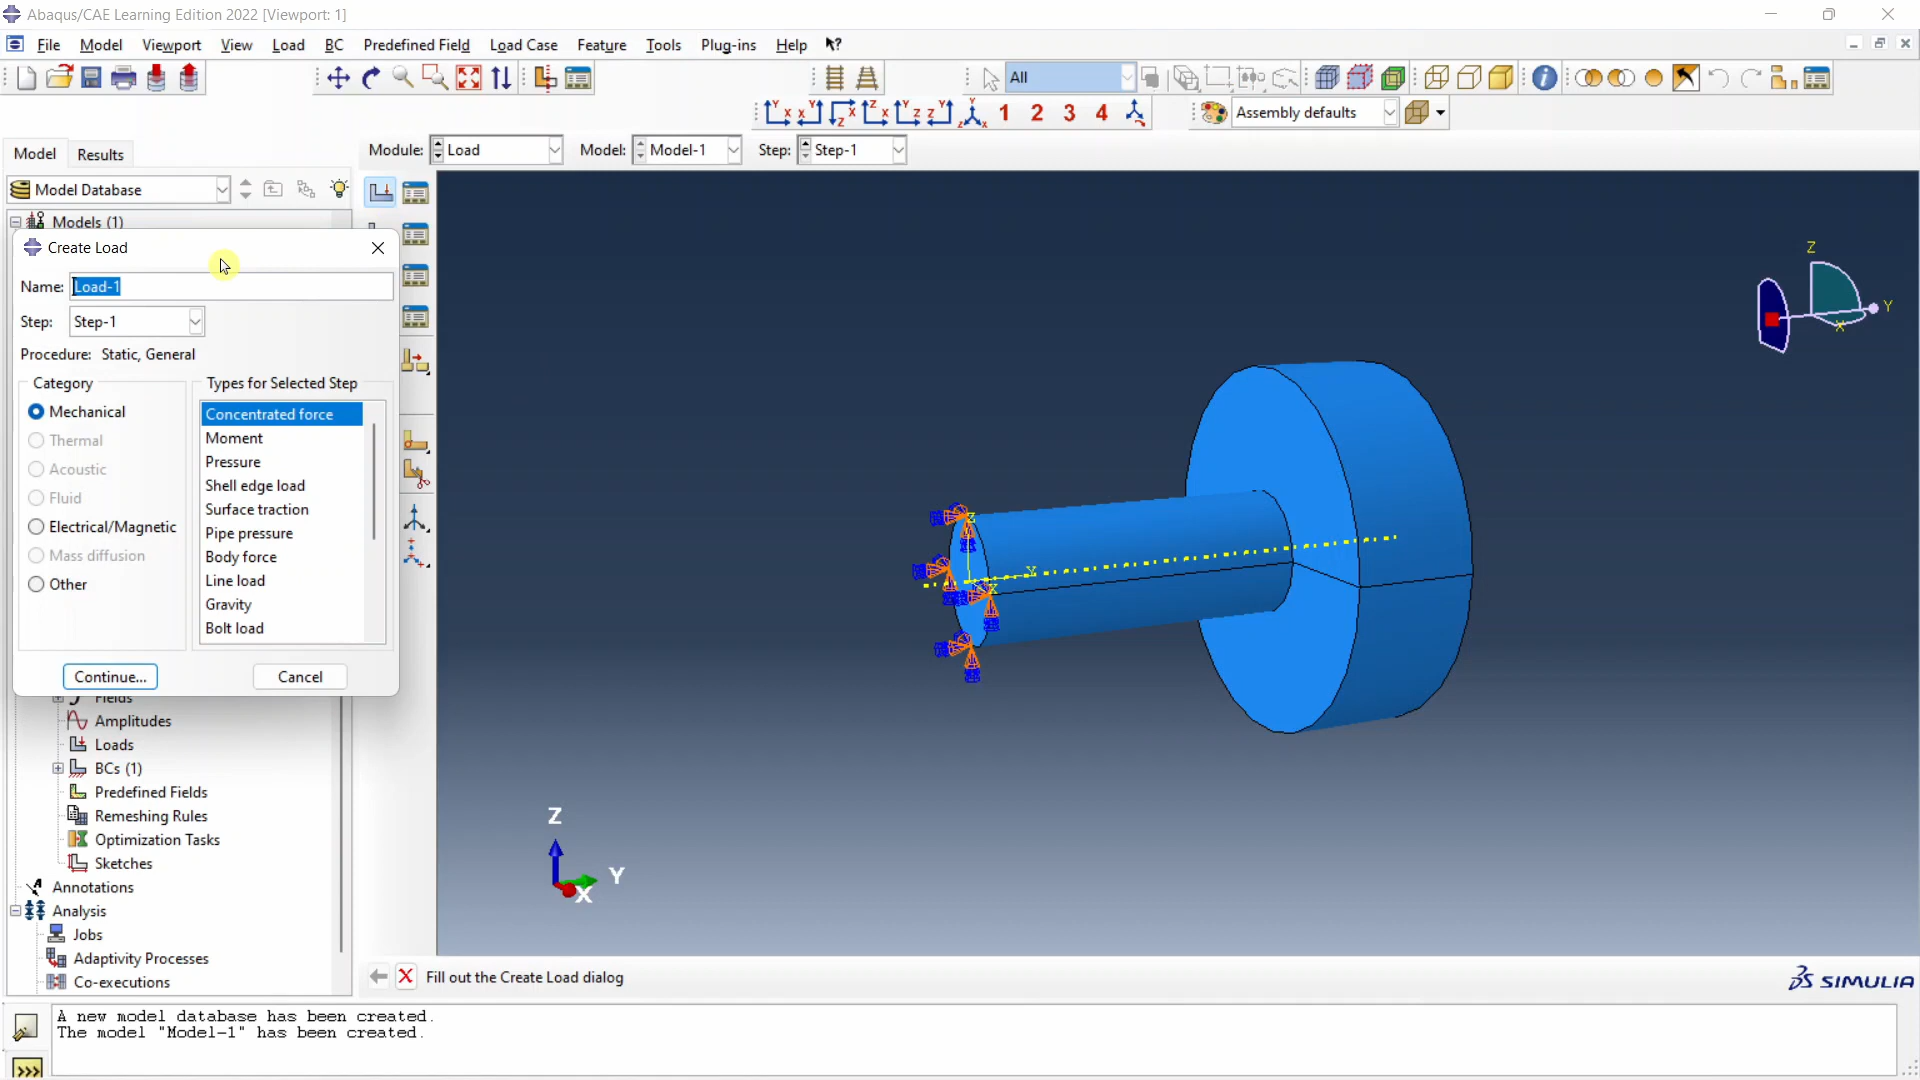 Abaqus/CAE Learning Edition 2022 [Viewport: 1]
File Model Viewport View Load BC Predefined Field Load Case Feature Tools Plug-ins Help
All
1 2 3 4
Assembly defaults
Model Results
Module: Load Model: Model-1 Step: Step-1
Model Database
Models (1)
Create Load
Name: Load-1
Step: Step-1
Procedure: Static, General
Category
Types for Selected Step
Mechanical
Thermal
Acoustic
Fluid
Electrical/Magnetic
Mass diffusion
Other
Concentrated force
Moment
Pressure
Shell edge load
Surface traction
Pipe pressure
Body force
Line load
Gravity
Bolt load
Continue...
Cancel
Fields
Amplitudes
Loads
BCs (1)
Predefined Fields
Remeshing Rules
Optimization Tasks
Sketches
Annotations
Analysis
Jobs
Adaptivity Processes
Co-executions
Z
Y
X
Z
Y
X
Z
Y
X
Fill out the Create Load dialog
SIMULIA
A new model database has been created.
The model "Model-1" has been created.
>>>